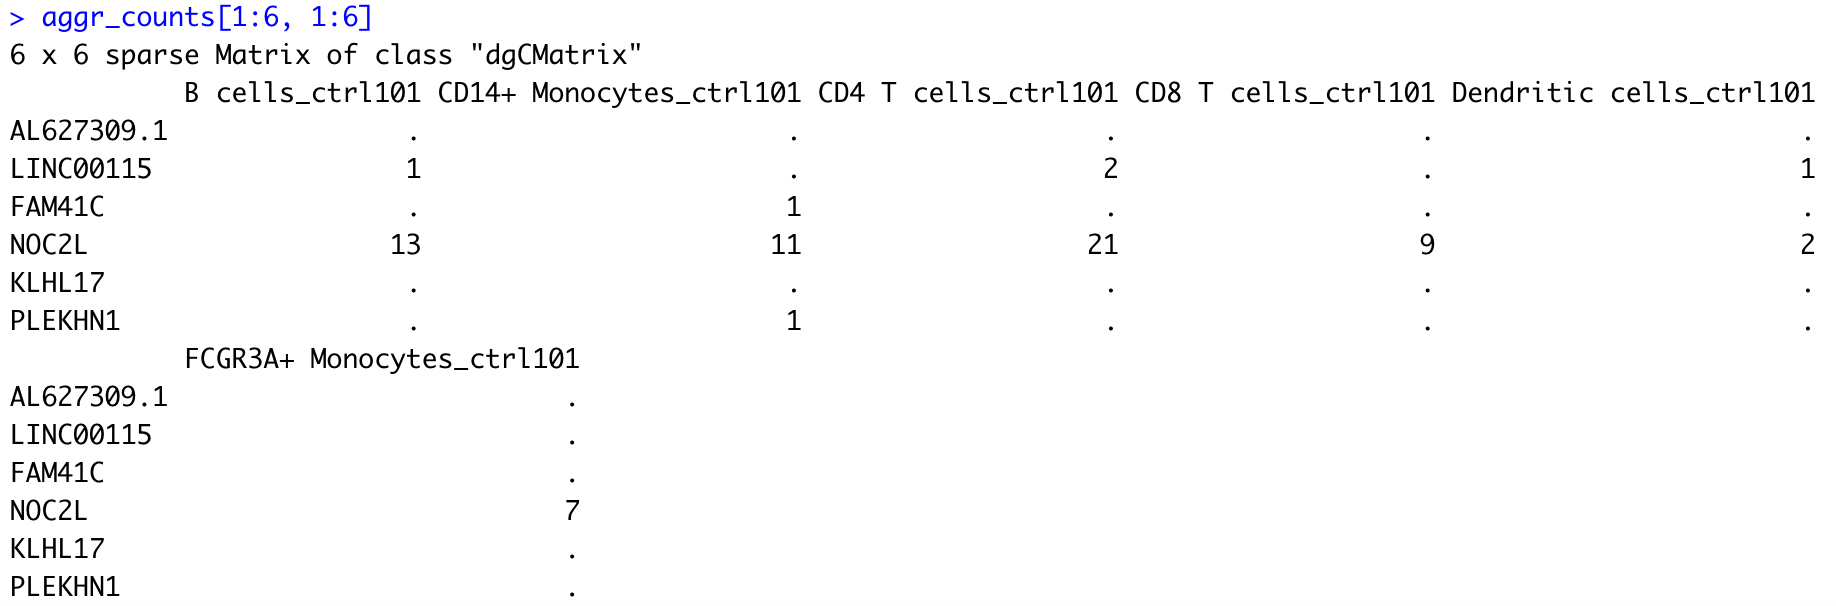 > aggr_counts[1:6, 1:6]
6 x 6 sparse Matrix of class "dgCMatrix"
           B cells_ctrl101 CD14+ Monocytes_ctrl101 CD4 T cells_ctrl101 CD8 T cells_ctrl101 Dendritic cells_ctrl101
AL627309.1               .                       .                   .                   .                       .
LINC00115                1                       .                   2                   .                       1
FAM41C                   .                       1                   .                   .                       .
NOC2L                   13                      11                  21                   9                       2
KLHL17                   .                       .                   .                   .                       .
PLEKHN1                  .                       1                   .                   .                       .
           FCGR3A+ Monocytes_ctrl101
AL627309.1                         .
LINC00115                          .
FAM41C                             .
NOC2L                              7
KLHL17                             .
PLEKHN1                            .